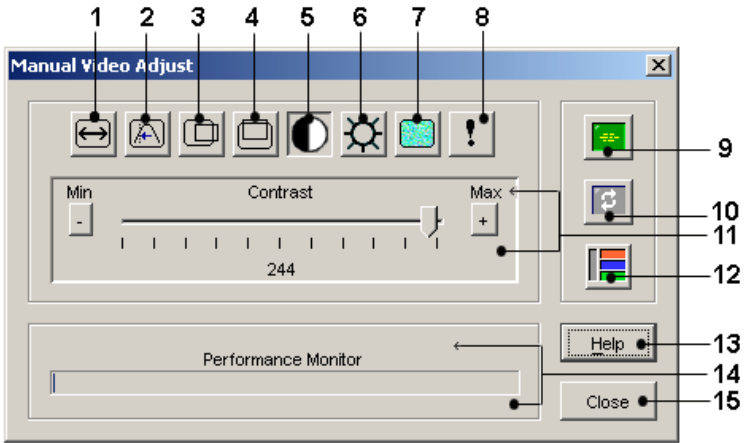 1 2 3 4 5 6 7 8
Manual Video Adjust
9
Min Contrast Max
- +
10
11
244
12
Help 13
Performance Monitor
14
Close 15